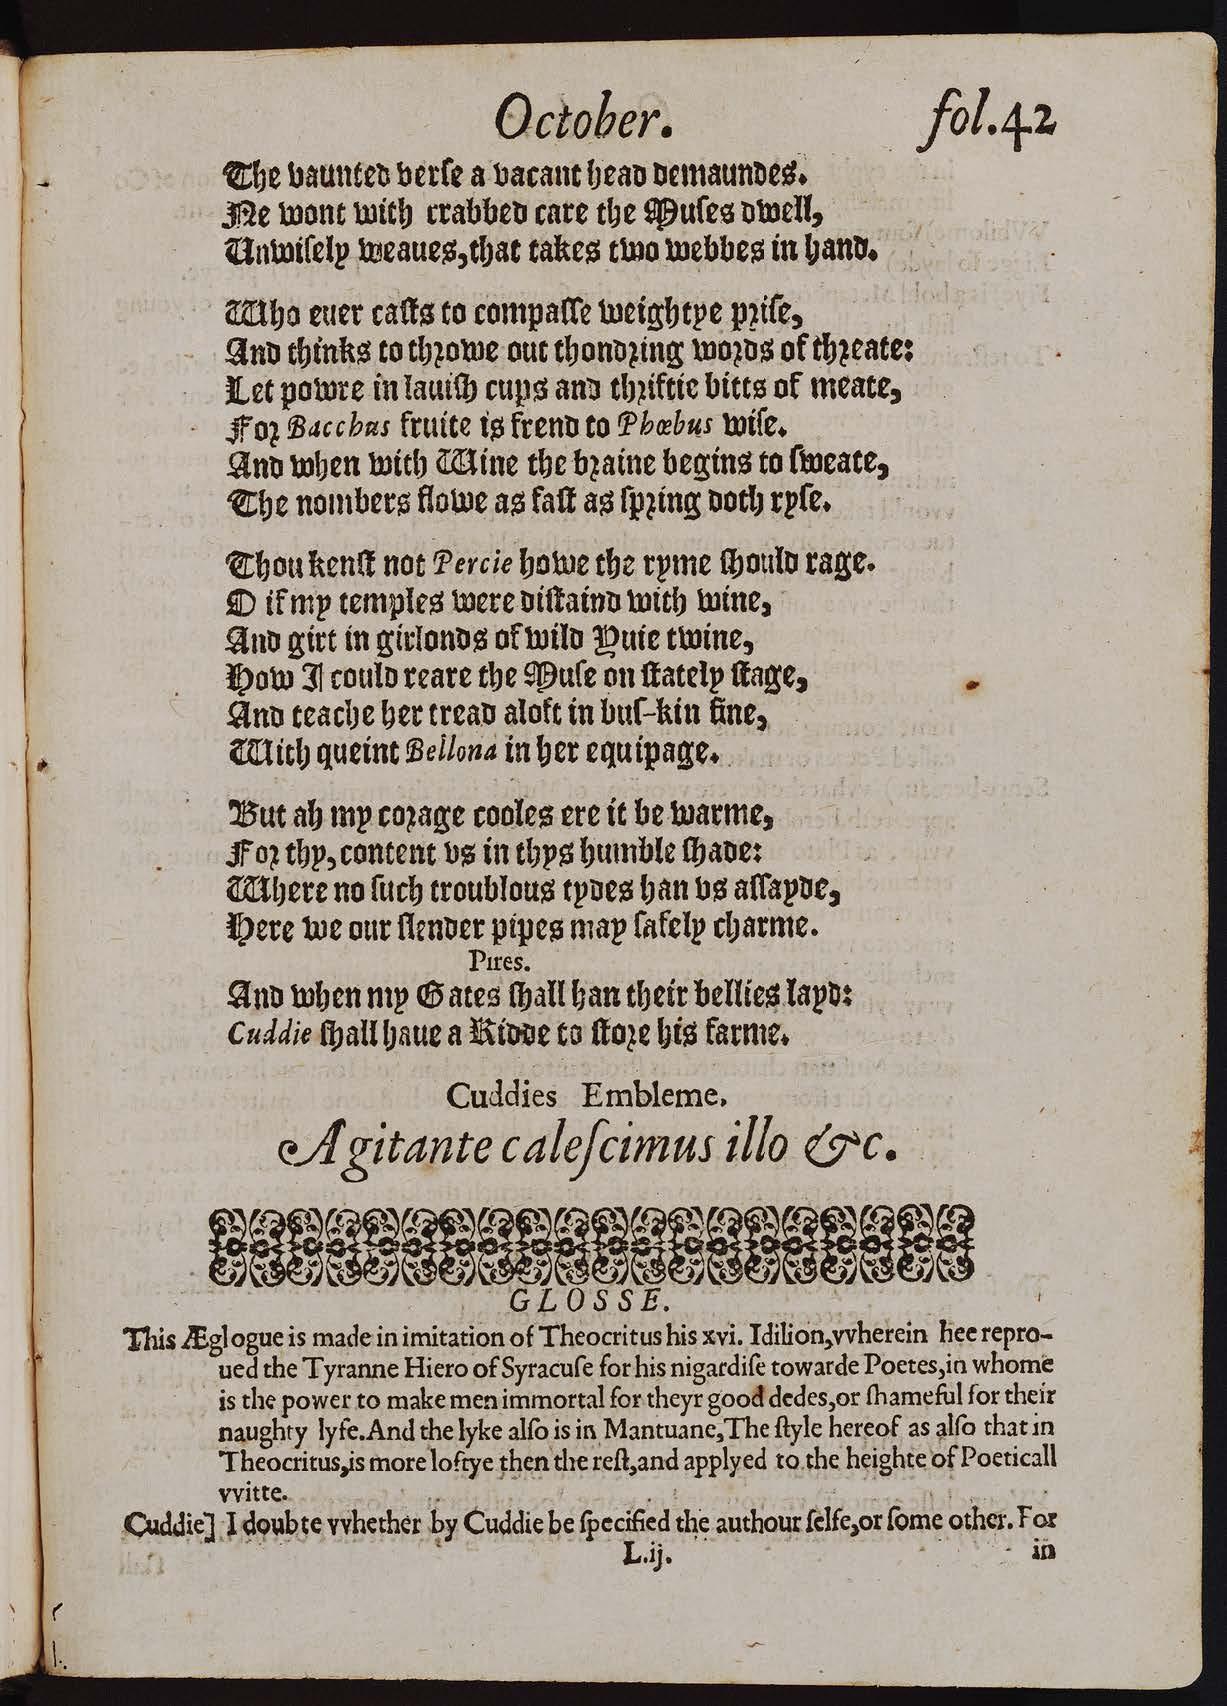 October. fol.42
The vaunted verſe a vacant head demaundes.
Ne wont with crabbed care the Muſes dwell,
Unwiſely weaues, that takes two webbes in hand.
Who euer caſts to compaſſe weightye priſe,
And thinks to throwe out thondring words of threate:
Let powre in lauiſh cups and thriftie bitts of meate,
For Bacchus fruite is frend to Phœbus wiſe.
And when with Wine the braine begins to ſweate,
The nombers flowe as faſt as ſpring doth ryſe.
Thou kenſt not Percie howe the ryme ſhould rage.
O if my temples were diſtaind with wine,
And girt in girlonds of wild Yuie twine,
How I could reare the Muſe on ſtately ſtage,
And teache her tread aloft in buſ-kin fine,
With queint Bellona in her equipage.
But ah my corage cooles ere it be warme,
For thy, content vs in thys humble ſhade:
Where no ſuch troublous tydes han vs aſſayde,
Here we our ſlender pipes may ſafely charme.
Pires.
And when my Gates ſhall han their bellies layd:
Cuddie ſhall haue a Kidde to ſtore his farme.
Cuddies Embleme.
Agitante caleſcimus illo &c.
GLOSSE.
This Æglogue is made in imitation of Theocritus his xvi. Idilion, vvherein hee repro-
ued the Tyranne Hiero of Syracuſe for his nigardiſe towarde Poetes, in whome
is the power to make men immortal for theyr good dedes, or ſhameful for their
naughty lyfe. And the lyke alſo is in Mantuane, The ſtyle hereof as alſo that in
Theocritus, is more loftye then the reſt, and applyed to the heighte of Poeticall
vvitte.
Cuddie] I doubte vvhether by Cuddie be ſpecified the authour ſelfe, or ſome other. For
L.ij. in